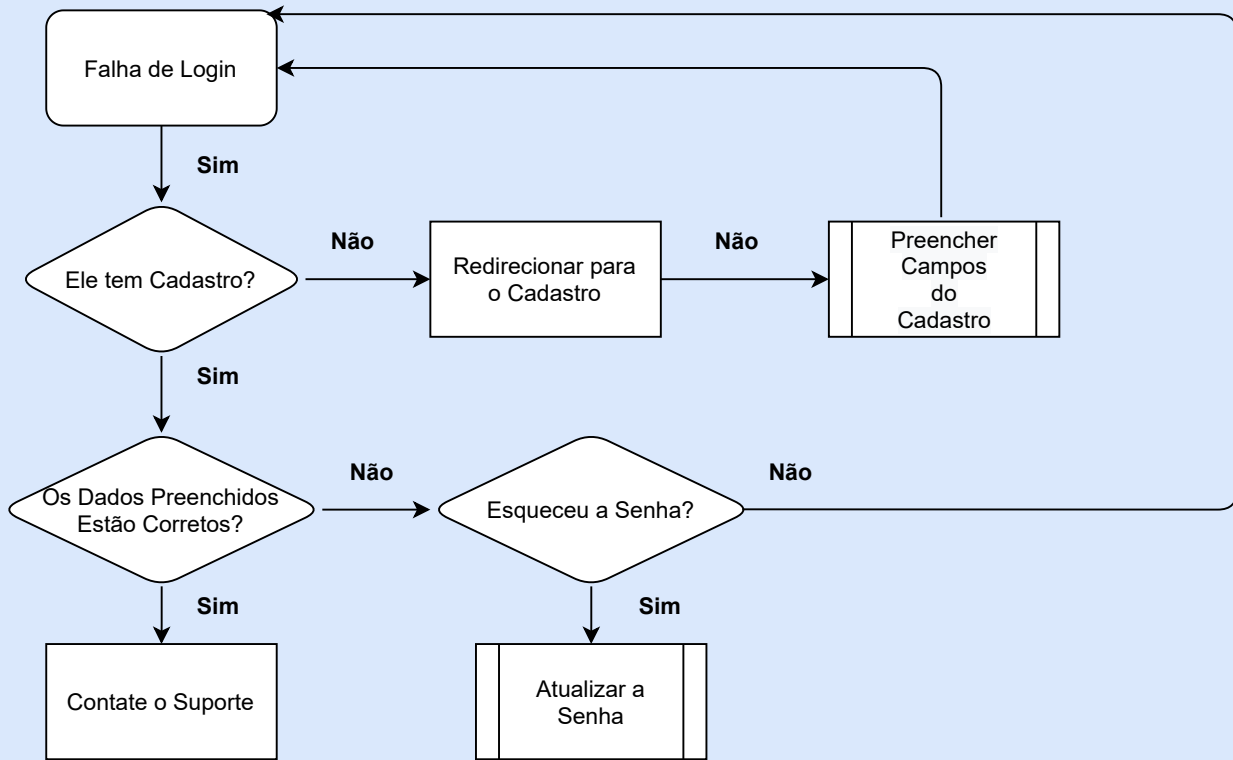 Falha de Login
Sim
Ele tem Cadastro?
Não
Redirecionar para
o Cadastro
Não
Preencher
Campos
do
Cadastro
Sim
Os Dados Preenchidos
Estão Corretos?
Não
Esqueceu a Senha?
Não
Sim
Contate o Suporte
Sim
Atualizar a
Senha